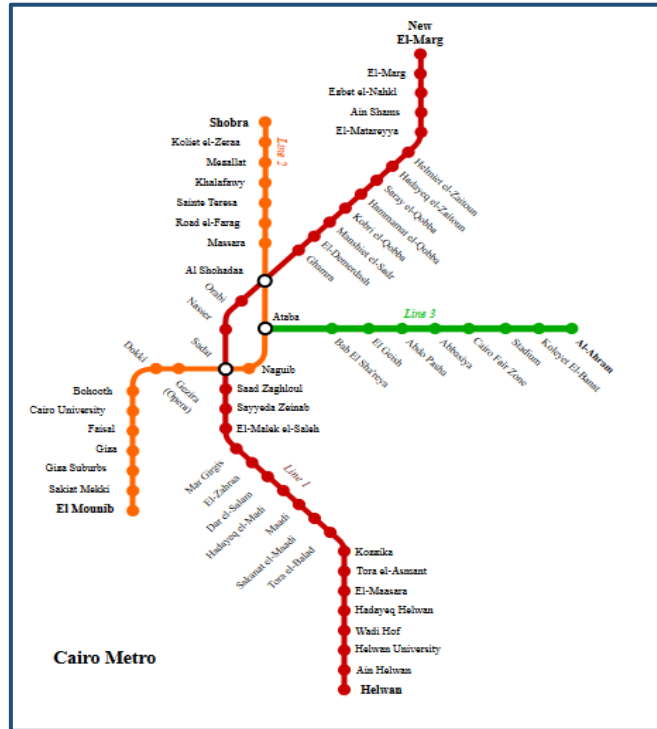 New
El-Marg
El-Marg
Ezbet el-Nahkl
Ain Shams
El-Matareyya
Helmiet el-Zaitoun
Hadayeq el-Zaitoun
Saray el-Qobba
Hammamat el-Qobba
Kobri el-Qobba
Manshiet el-Sadr
El-Demerdash
Ghamra
Shobra
Koliet el-Zeraa
Line 2
Mezallat
Khalafawy
Sainte Teresa
Road el-Farag
Massara
Al Shohadaa
Orabi
Nasser
Sadat
Ataba
Line 3
Bab El Sha'reya
El Geish
Abdo Pasha
Abbasiya
Cairo Fair Zone
Stadium
Koleyet El-Banat
Al-Ahram
Dokki
Gezira
(Opera)
Naguib
Bohooth
Cairo University
Faisal
Giza
Giza Suburbs
Sakiat Mekki
El Mounib
Saad Zaghloul
Sayyeda Zeinab
El-Malek el-Saleh
Mar Girgis
El-Zahraa
Dar el-Salam
Hadayeq el-Madi
Maadi
Sakanat el-Maadi
Tora el-Balad
Line 1
Kozzika
Tora el-Asmant
El-Maasara
Hadayeq Helwan
Wadi Hof
Helwan University
Ain Helwan
Helwan
Cairo Metro